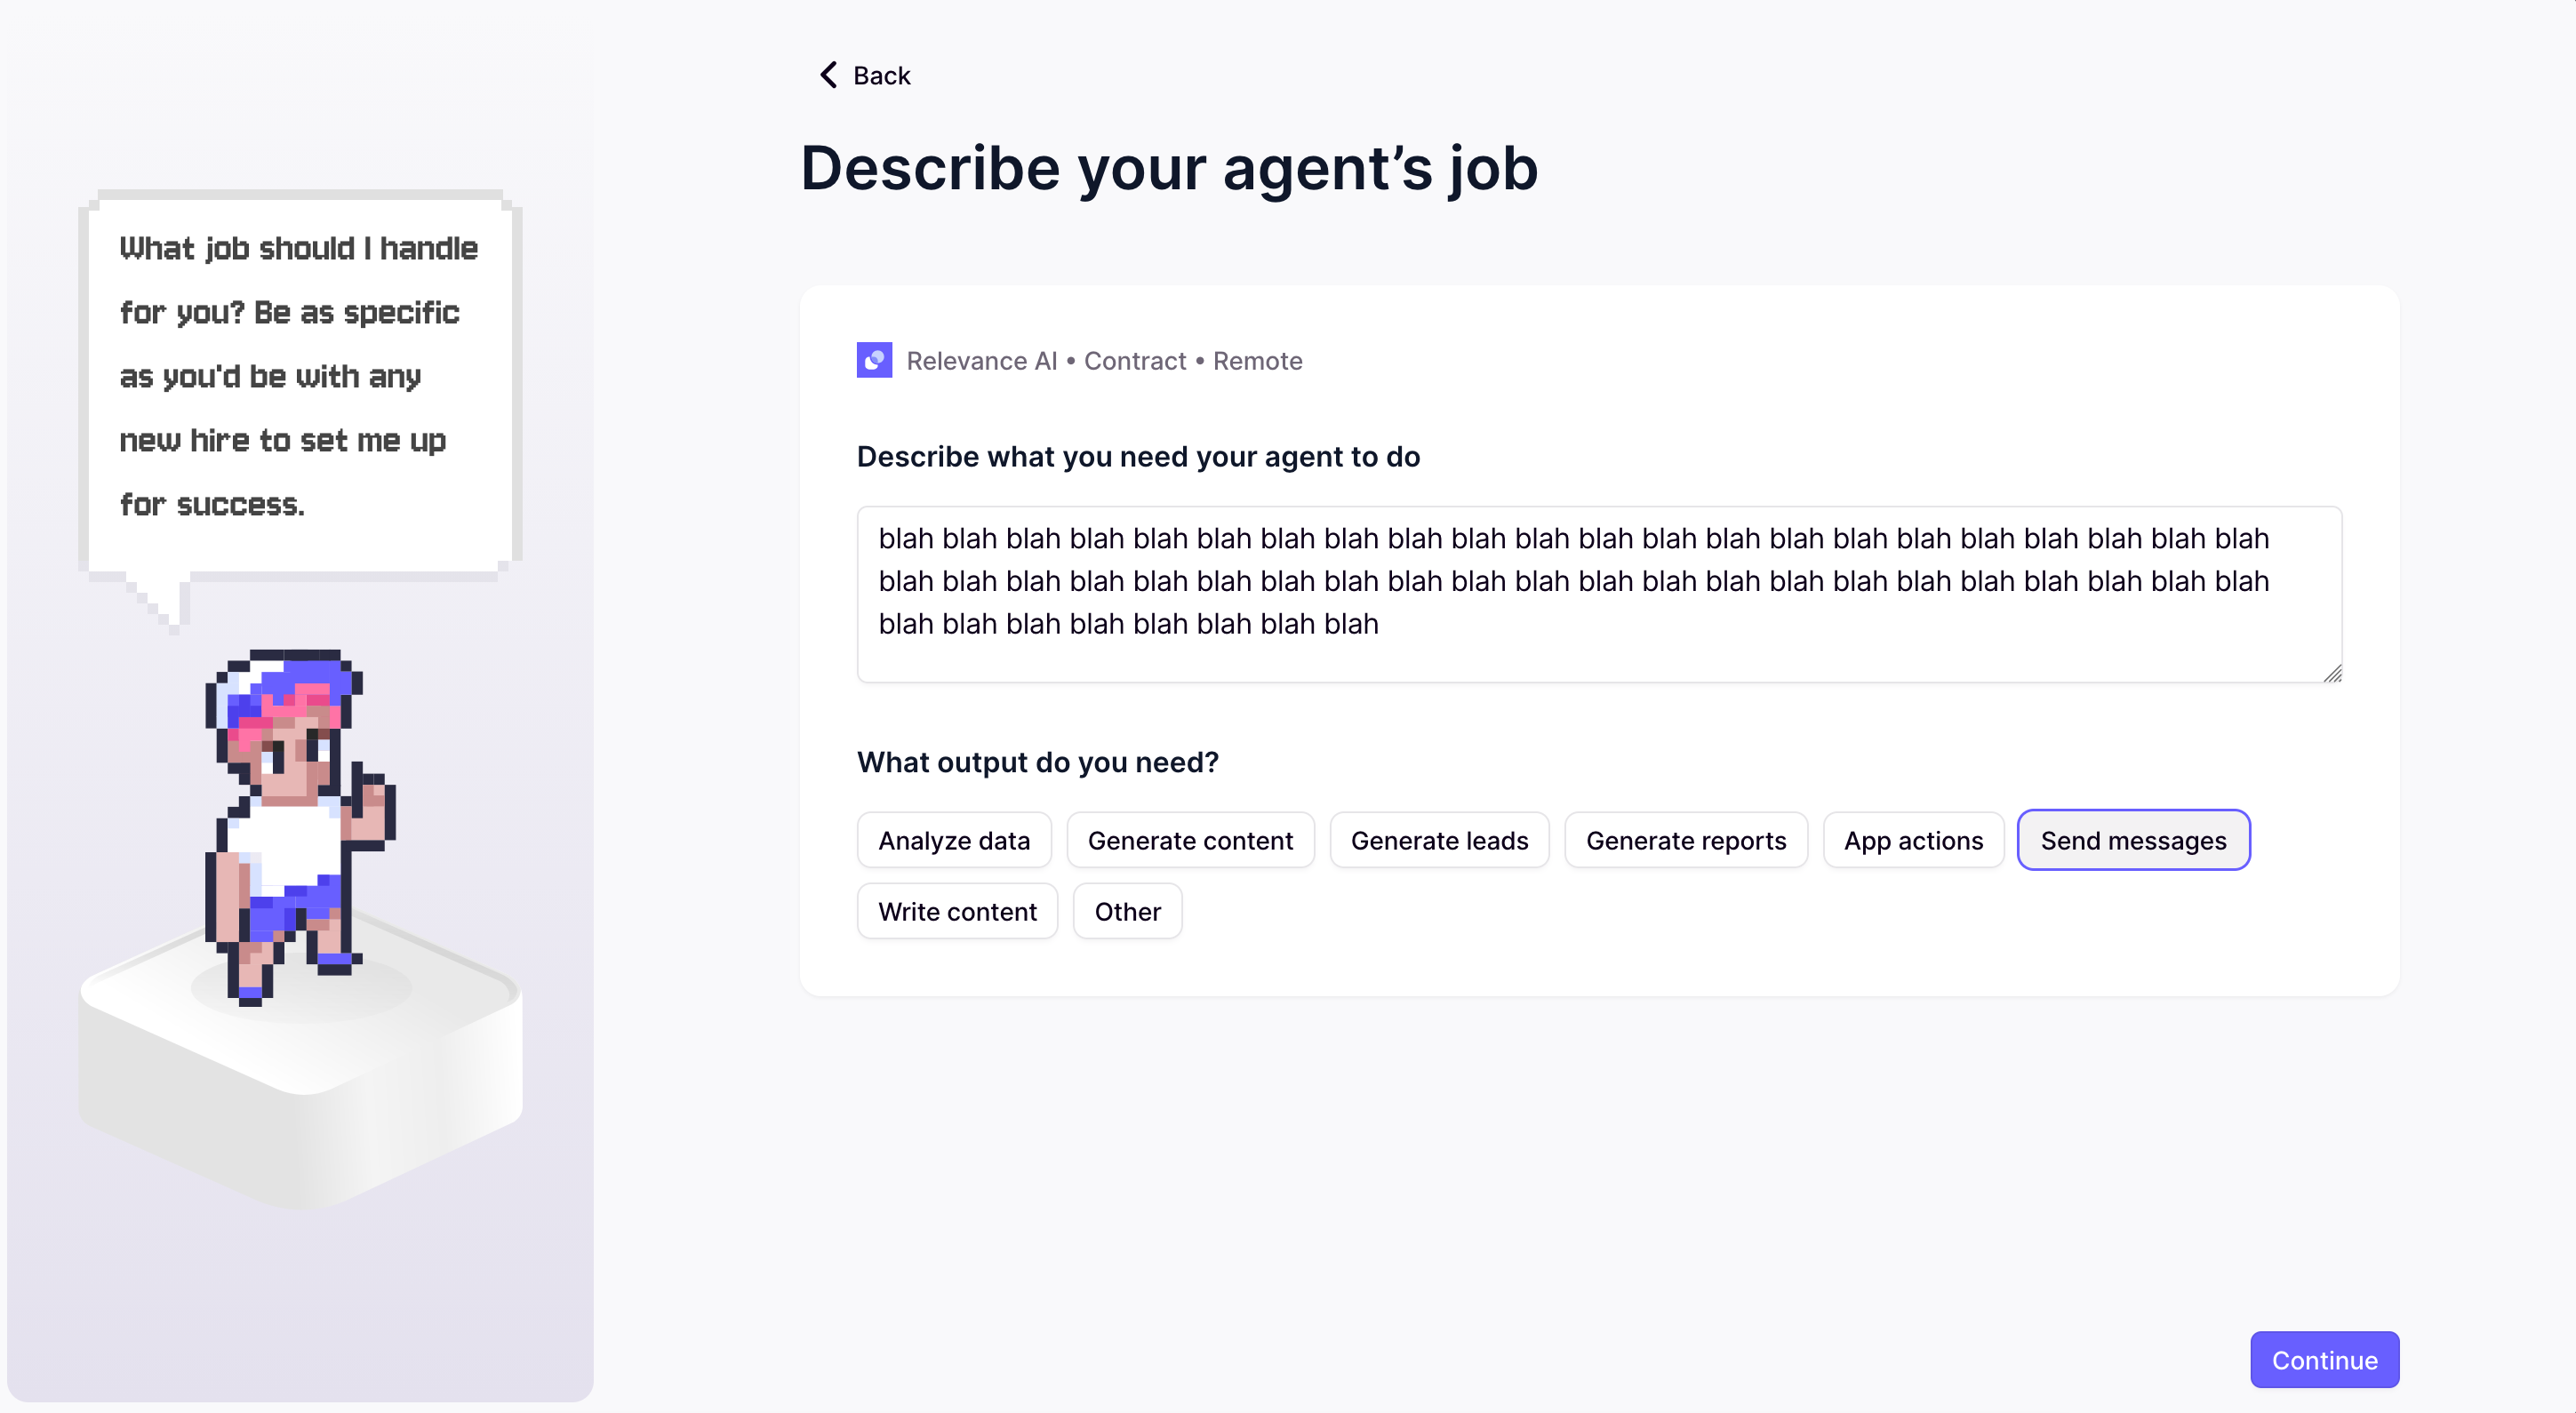 What job should I handle
for you? Be as specific
as you'd be with any
new hire to set me up
for success.
Back
Describe your agent’s job
Relevance AI • Contract • Remote
Describe what you need your agent to do
blah blah blah blah blah blah blah blah blah blah blah blah blah blah blah blah blah blah blah blah blah blah
blah blah blah blah blah blah blah blah blah blah blah blah blah blah blah blah blah blah blah blah blah blah
blah blah blah blah blah blah blah blah
What output do you need?
Analyze data Generate content Generate leads Generate reports App actions Send messages
Write content Other
Continue